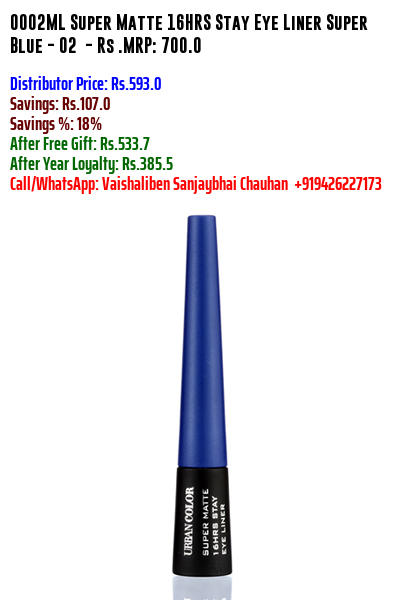 0002ML Super Matte 16HRS Stay Eye Liner Super
Blue - 02 - Rs .MRP: 700.0
Distributor Price: Rs.593.0
Savings: Rs.107.0
Savings %: 18%
After Free Gift: Rs.533.7
After Year Loyalty: Rs.385.5
Call/WhatsApp: Vaishaliben Sanjaybhai Chauhan +919426227173
URBAN COLOR
SUPER MATTE
16HRS STAY
EYE LINER